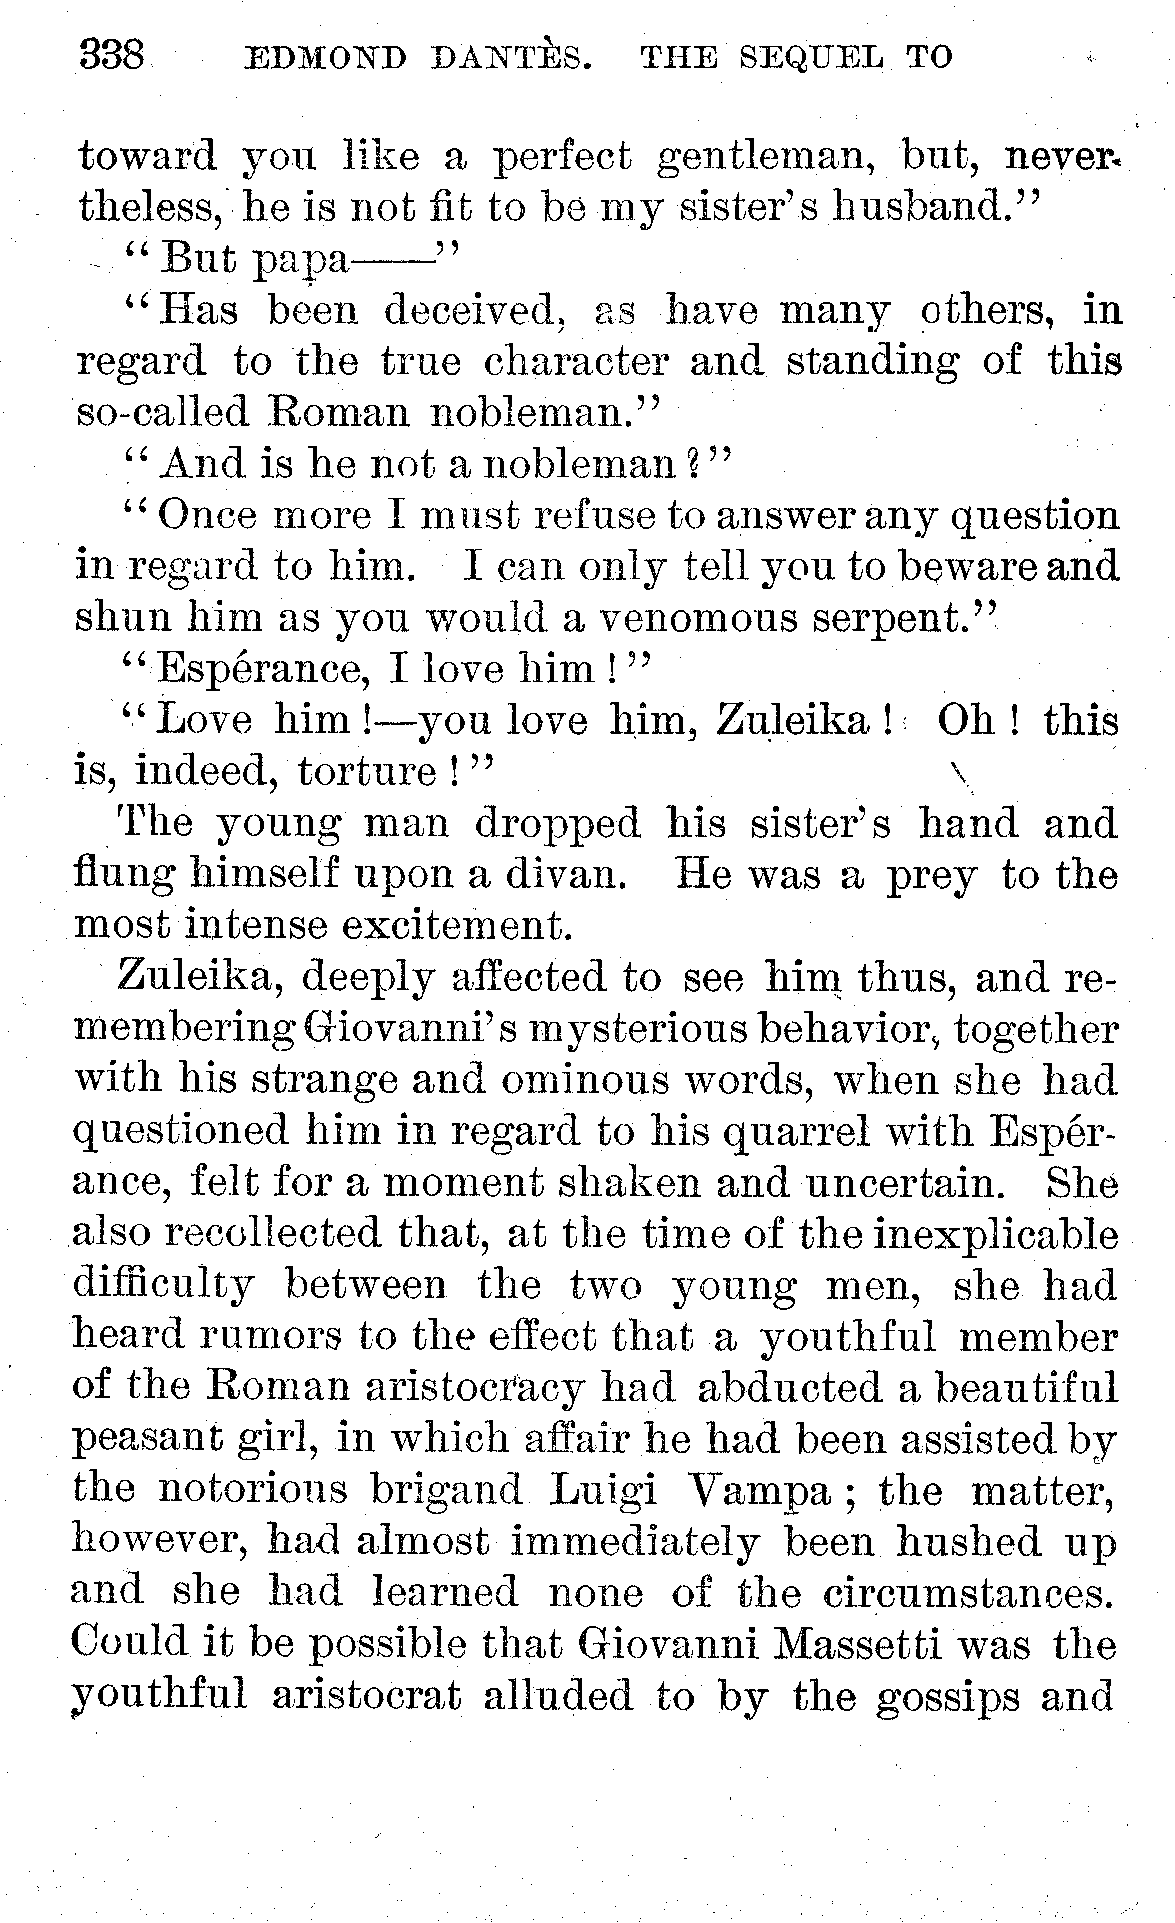 338 EDMOND DANTÈS. THE SEQUEL TO
toward you like a perfect gentleman, but, never-
theless, he is not fit to be my sister's husband."
"But papa——"
"Has been deceived, as have many others, in
regard to the true character and standing of this
so-called Roman nobleman."
"And is he not a nobleman?"
"Once more I must refuse to answer any question
in regard to him. I can only tell you to beware and
shun him as you would a venomous serpent."
"Espérance, I love him!"
"Love him!—you love him, Zuleika! Oh! this
is, indeed, torture!"
The young man dropped his sister's hand and
flung himself upon a divan. He was a prey to the
most intense excitement.
Zuleika, deeply affected to see him thus, and re-
membering Giovanni's mysterious behavior, together
with his strange and ominous words, when she had
questioned him in regard to his quarrel with Espér-
ance, felt for a moment shaken and uncertain. She
also recollected that, at the time of the inexplicable
difficulty between the two young men, she had
heard rumors to the effect that a youthful member
of the Roman aristocracy had abducted a beautiful
peasant girl, in which affair he had been assisted by
the notorious brigand Luigi Vampa; the matter,
however, had almost immediately been hushed up
and she had learned none of the circumstances.
Could it be possible that Giovanni Massetti was the
youthful aristocrat alluded to by the gossips and